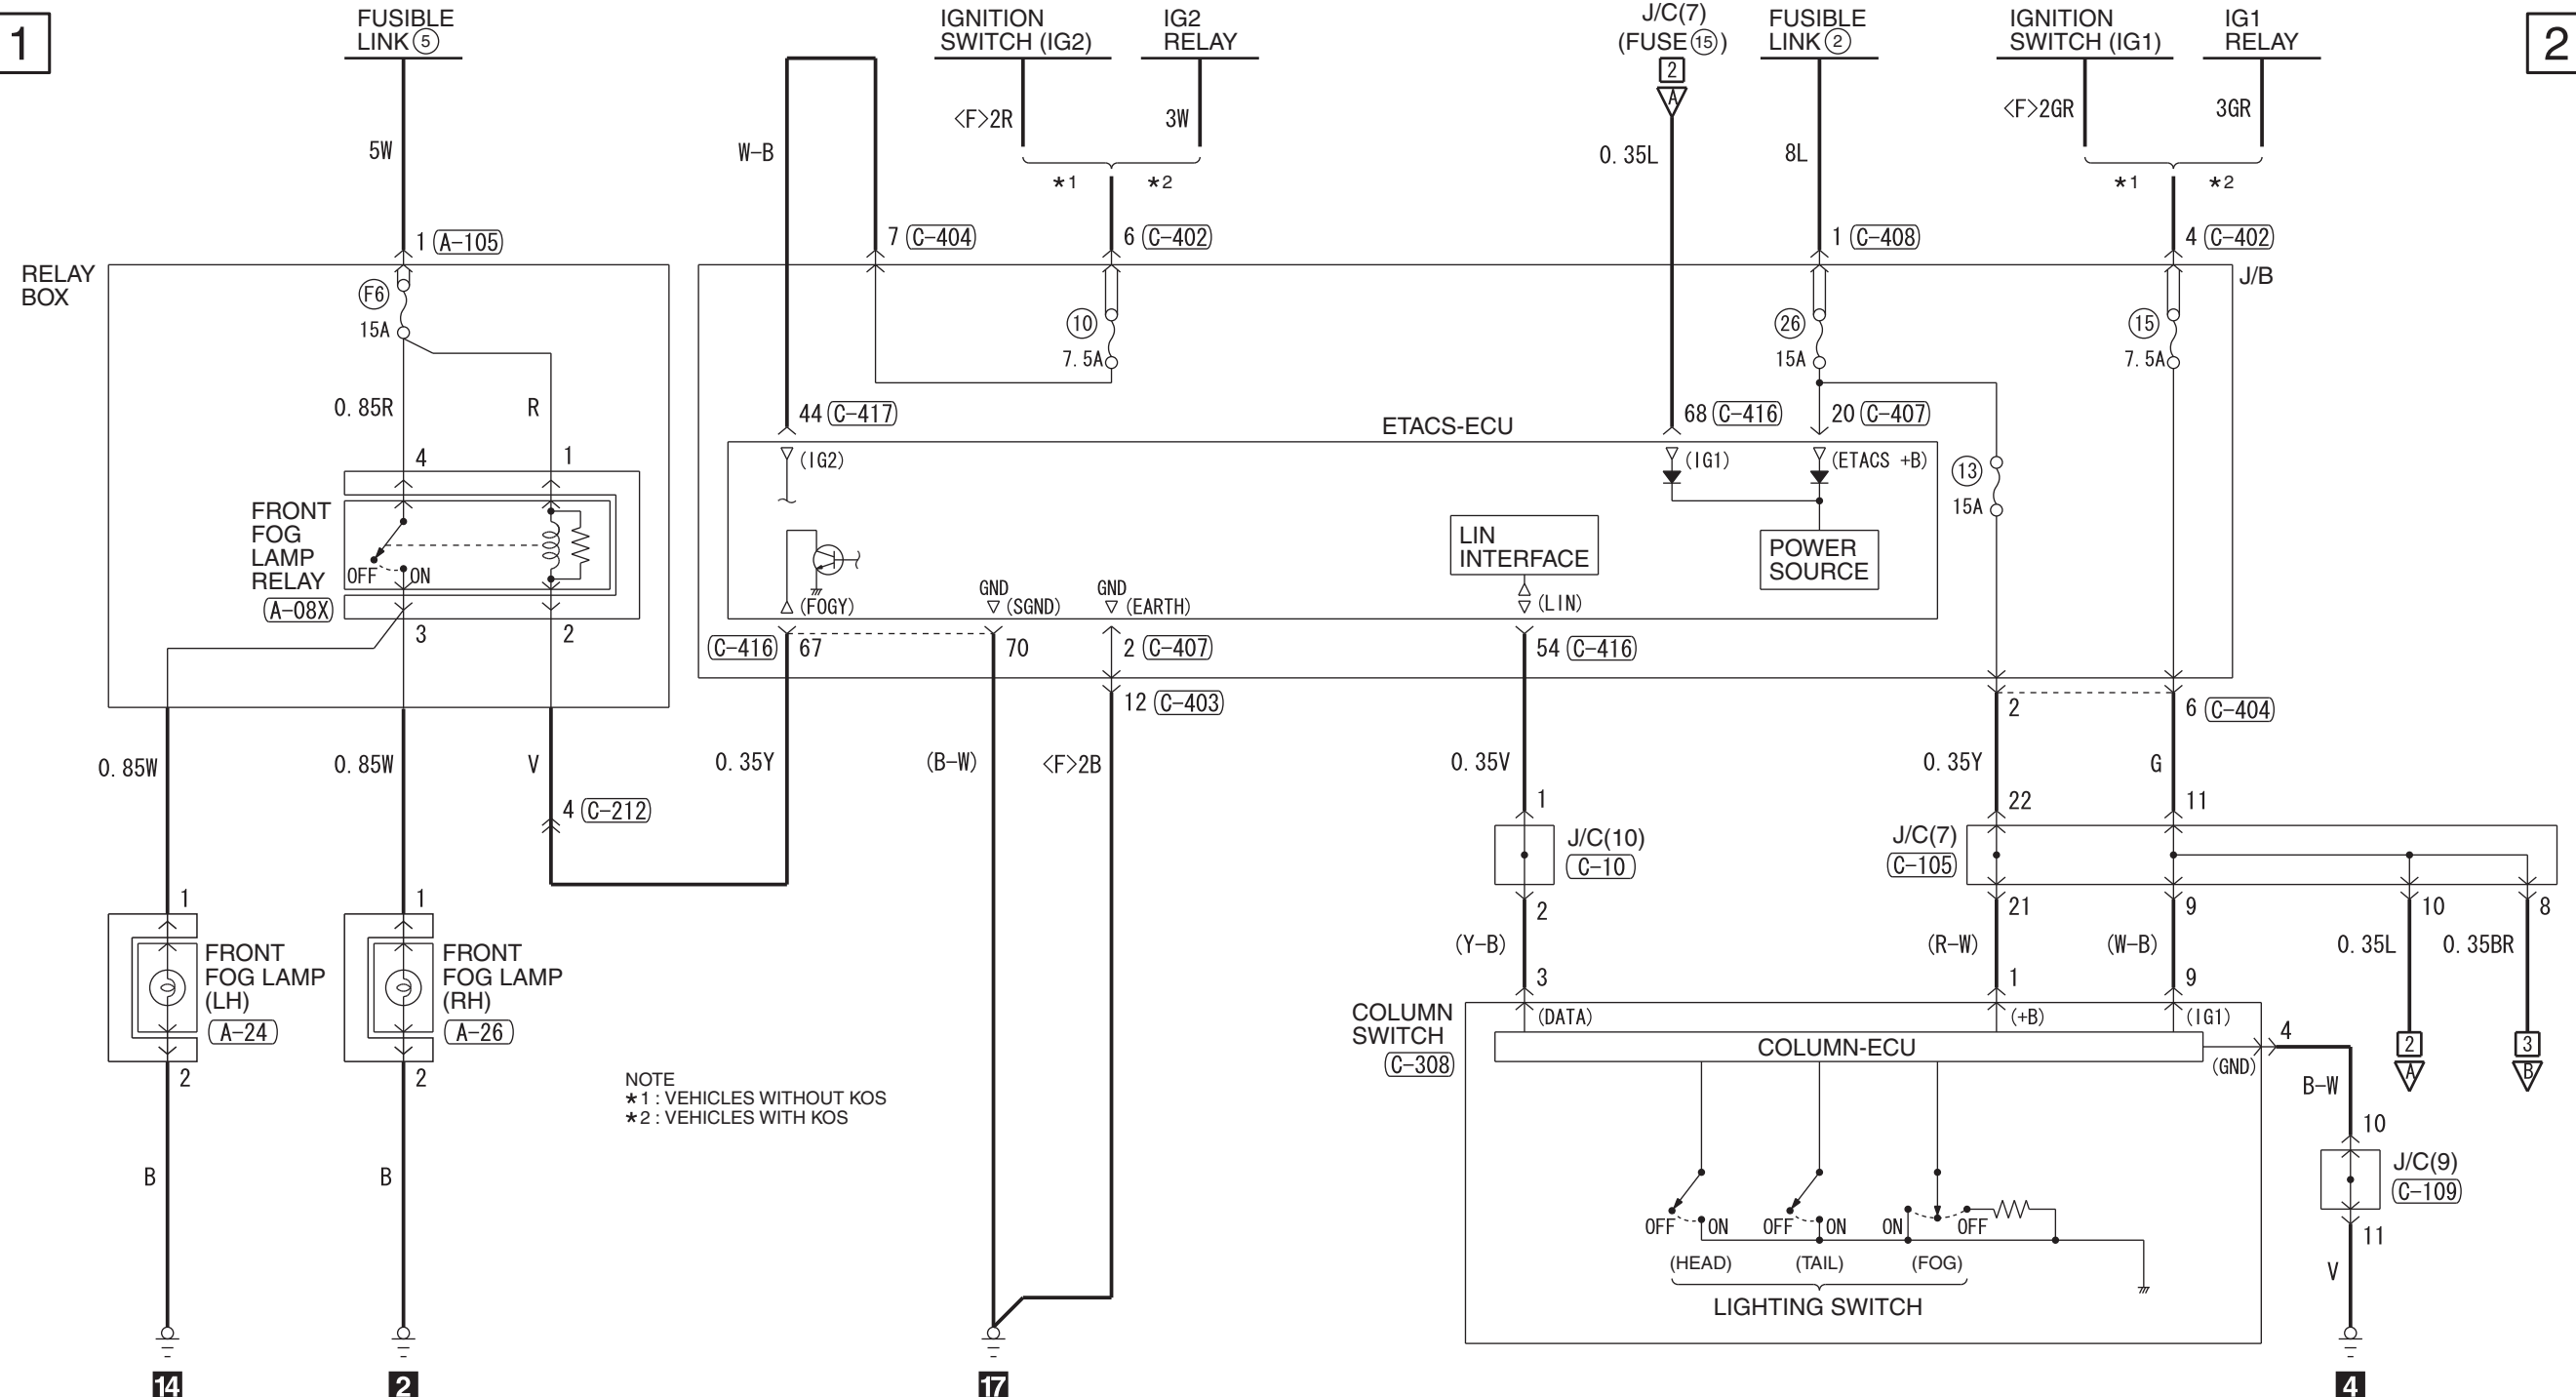 1
FUSIBLE
LINK 5
IGNITION
SWITCH (IG2)
IG2
RELAY
J/C(7)
(FUSE 15)
2
A
FUSIBLE
LINK 2
IGNITION
SWITCH (IG1)
IG1
RELAY
2
5W
W-B
<F>2R
3W
0.35L
8L
<F>2GR
3GR
*1
*2
*1
*2
1 A-105
7 C-404
6 C-402
1 C-408
4 C-402
RELAY
BOX
J/B
F6
15A
10
7.5A
26
15A
15
7.5A
0.85R
R
44 C-417
68 C-416
20 C-407
ETACS-ECU
4
1
(IG2)
(IG1)
(ETACS +B)
13
15A
FRONT
FOG
LAMP
RELAY
A-08X
OFF
ON
LIN
INTERFACE
POWER
SOURCE
(FOGY)
GND
(SGND)
GND
(EARTH)
(LIN)
3
2
C-416 67
70
2 C-407
54 C-416
12 C-403
2
6 C-404
0.85W
0.85W
V
0.35Y
(B-W)
<F>2B
0.35V
0.35Y
G
4 C-212
1
22
11
J/C(10)
C-10
J/C(7)
C-105
2
21
9
10
8
1
1
(Y-B)
(R-W)
(W-B)
0.35L
0.35BR
FRONT
FOG LAMP
(LH)
A-24
FRONT
FOG LAMP
(RH)
A-26
3
1
9
COLUMN
SWITCH
C-308
(DATA)
(+B)
(IG1)
COLUMN-ECU
(GND)
4
2
A
3
B
2
2
NOTE
*1 : VEHICLES WITHOUT KOS
*2 : VEHICLES WITH KOS
B-W
10
J/C(9)
C-109
11
B
B
V
OFF
ON
OFF
ON
ON
OFF
(HEAD)
(TAIL)
(FOG)
LIGHTING SWITCH
14
2
17
4